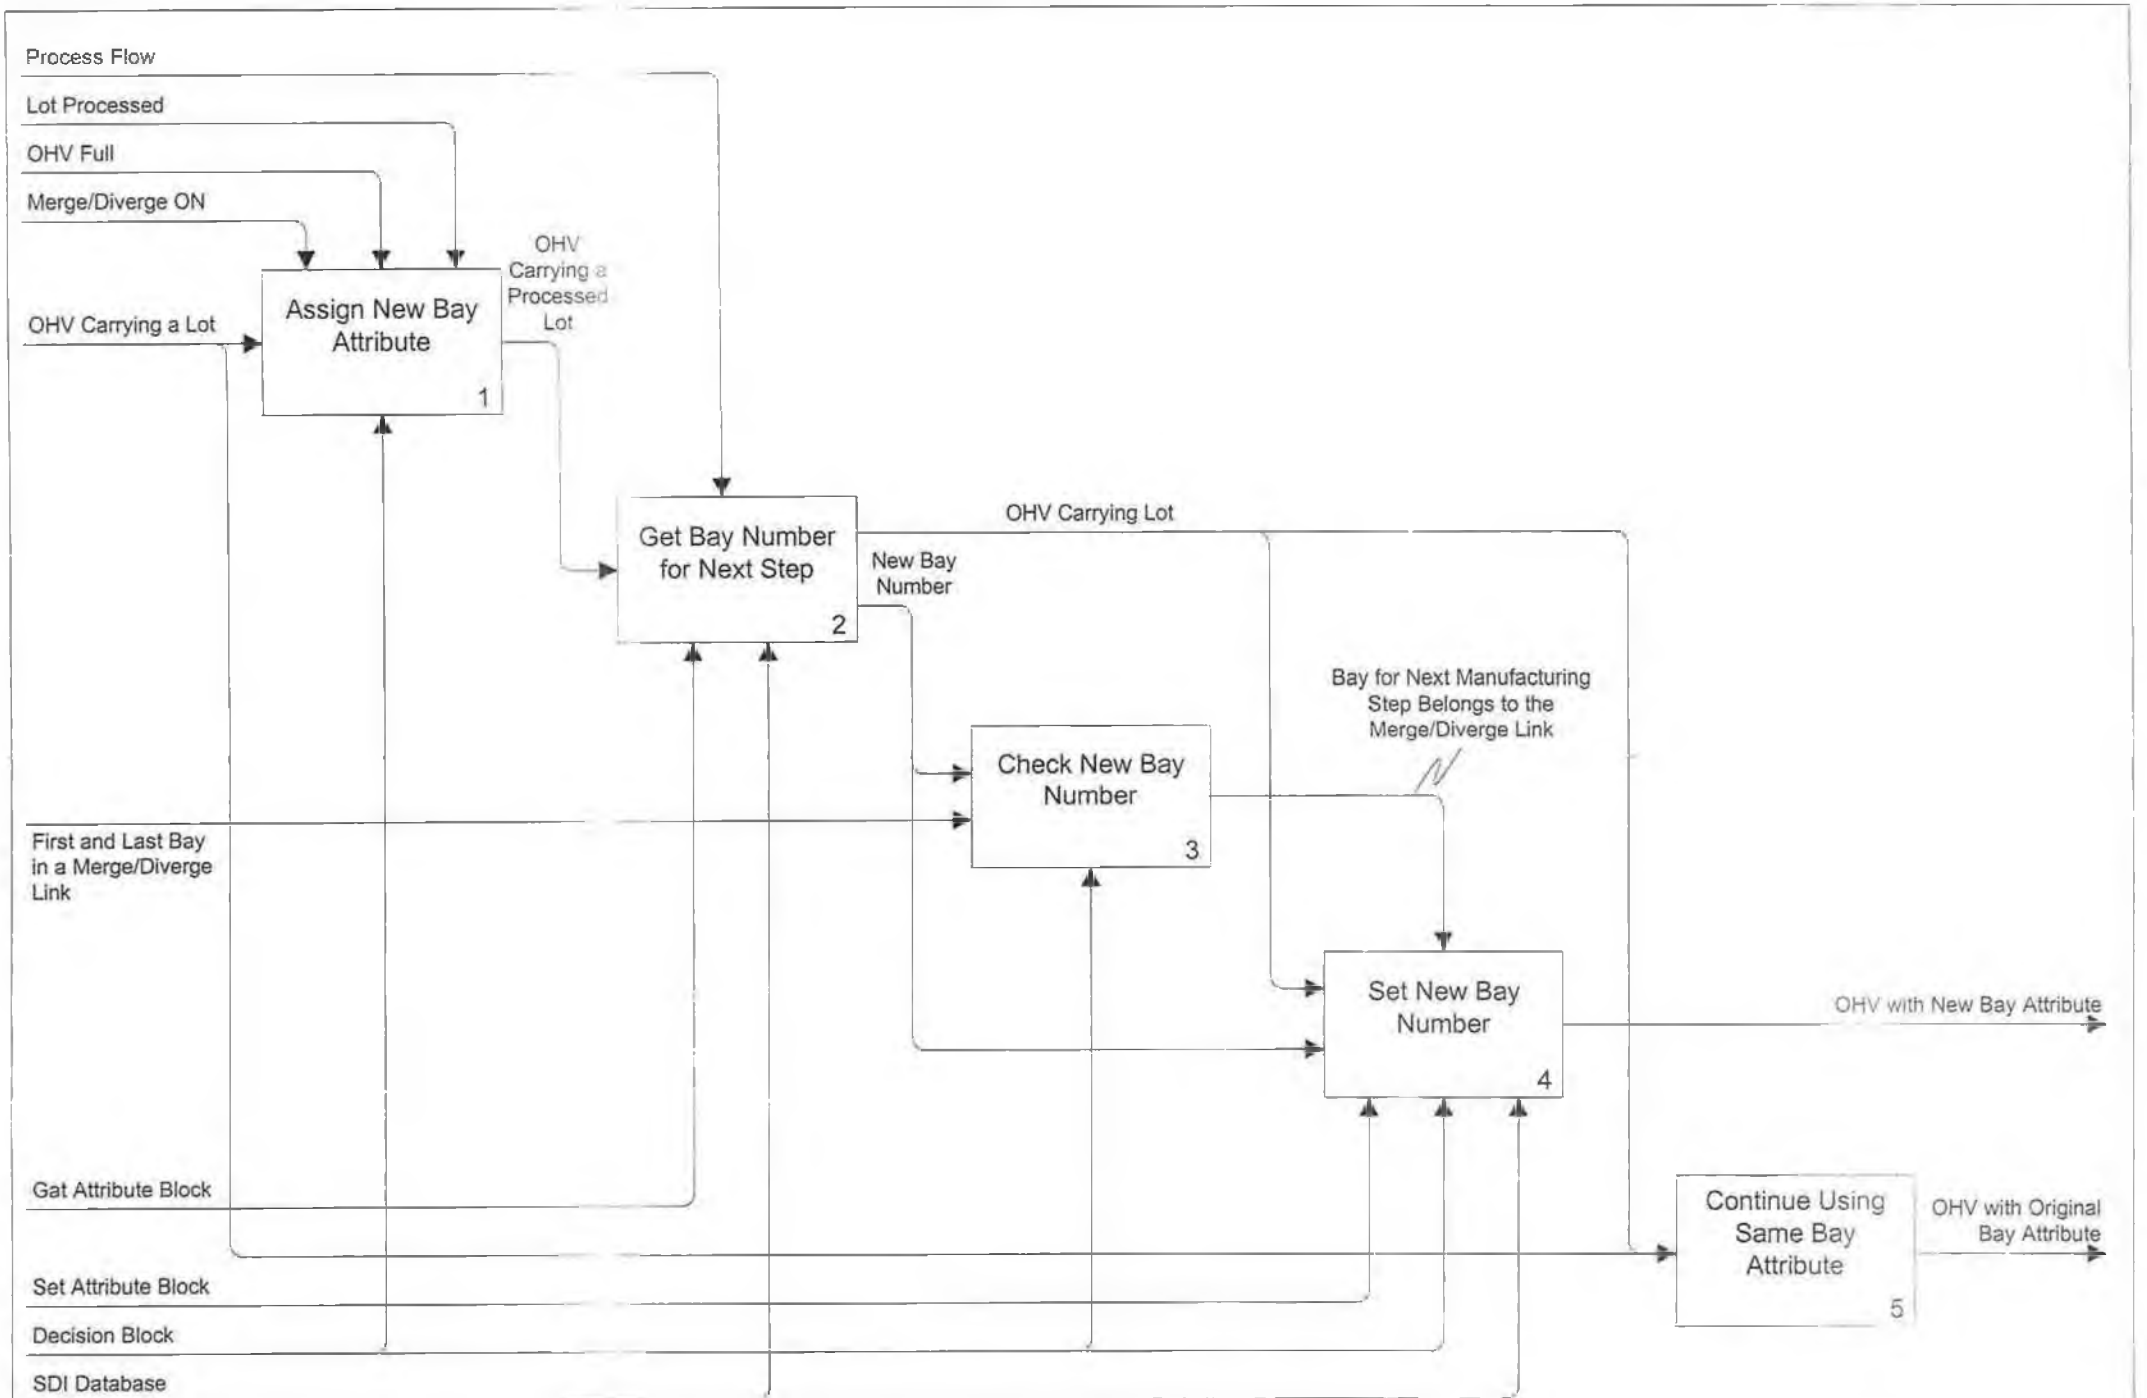 Process Flow
Lot Processed
OHV Full
Merge/Diverge ON
OHV
Carrying a
Processed
Lot
OHV Carrying a Lot
Assign New Bay
Attribute
1
OHV Carrying Lot
Get Bay Number
for Next Step
2
New Bay
Number
Bay for Next Manufacturing
Step Belongs to the
Merge/Diverge Link
Check New Bay
Number
3
First and Last Bay
in a Merge/Diverge
Link
Set New Bay
Number
4
OHV with New Bay Attribute
Gat Attribute Block
Continue Using
Same Bay
Attribute
5
OHV with Original
Bay Attribute
Set Attribute Block
Decision Block
SDI Database